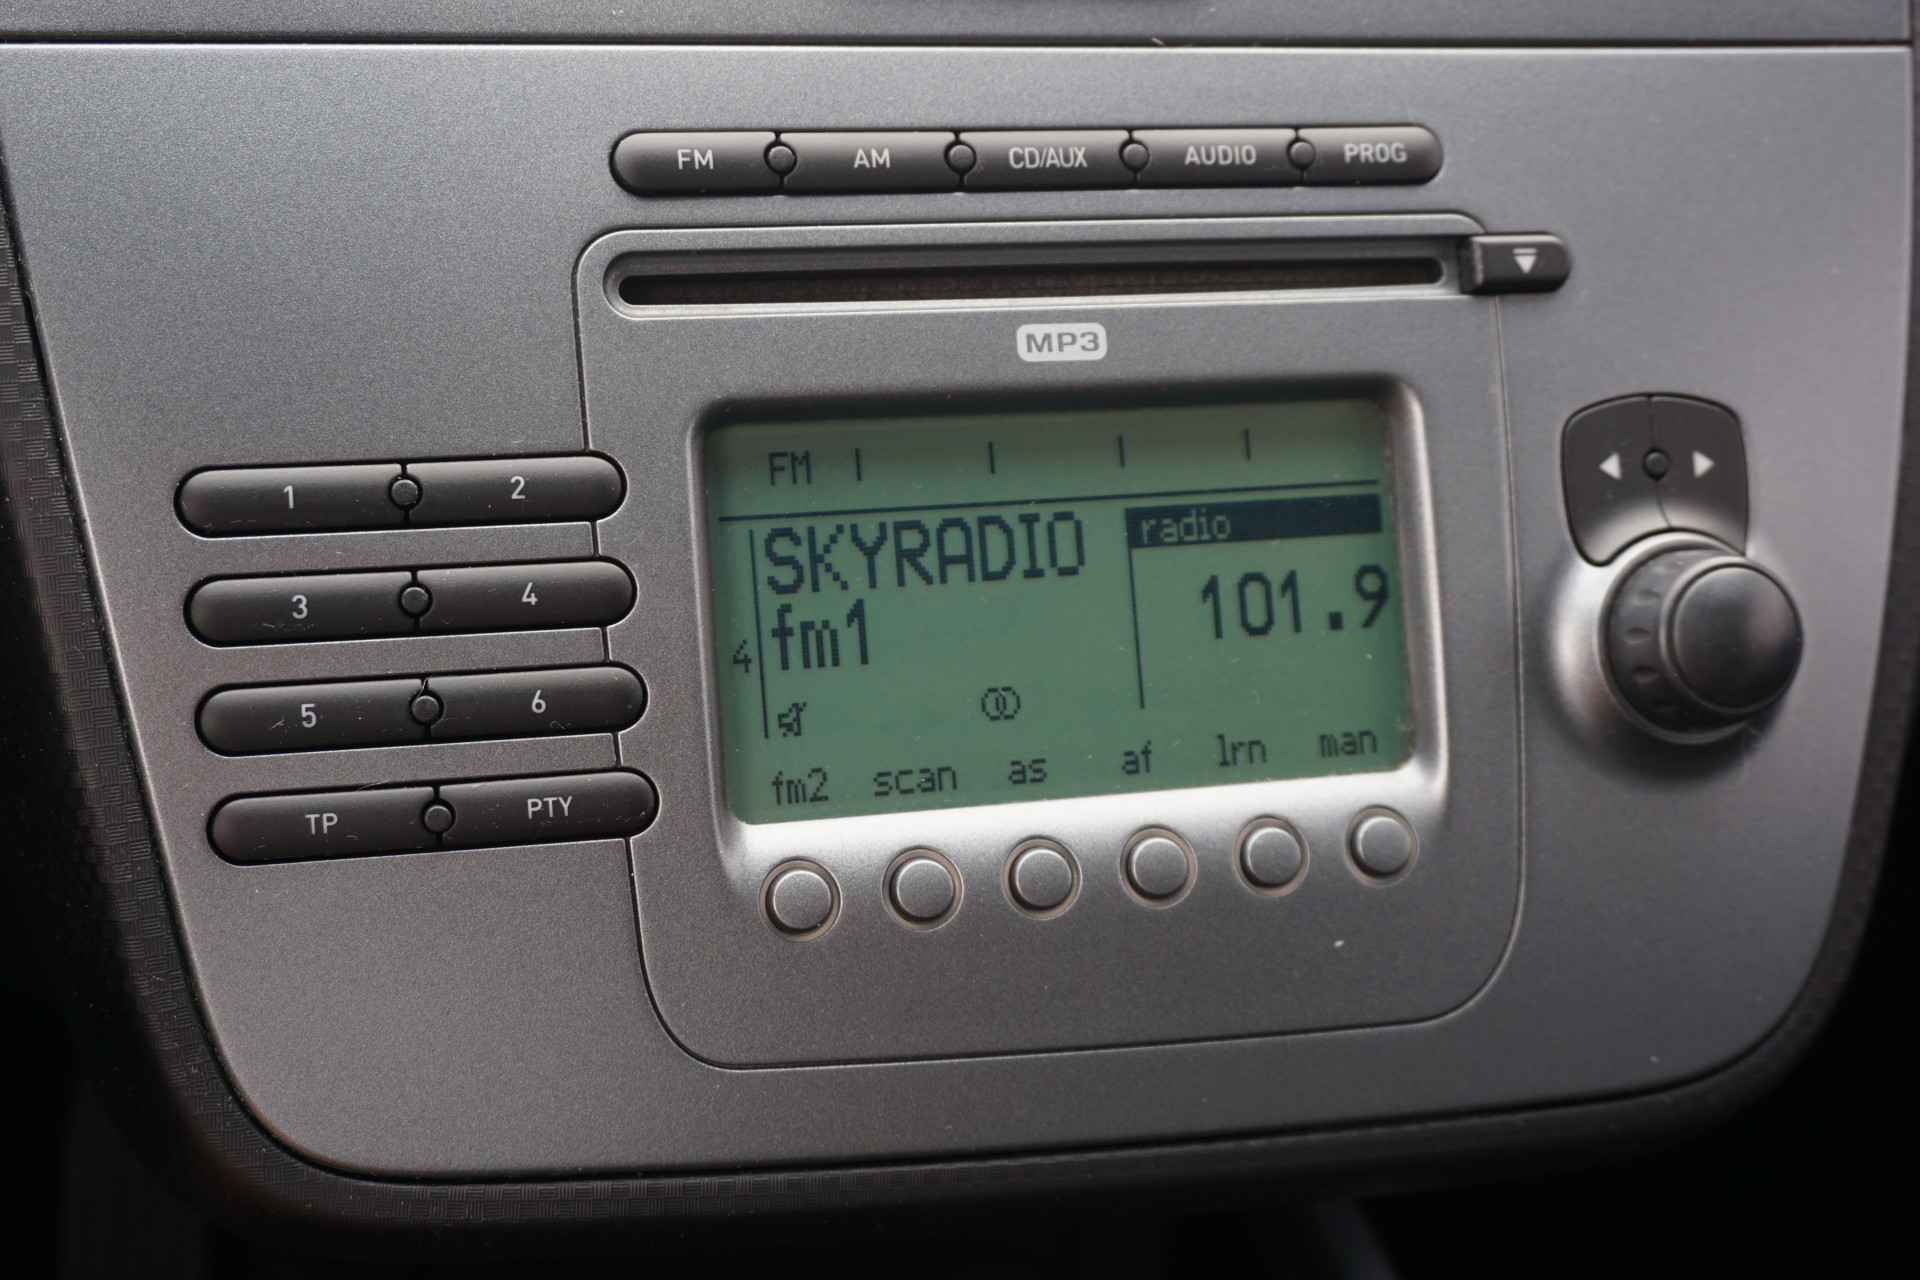 FM AM CD/AUX AUDIO PROG
MP3
FM
SKYRADIO radio
fm1 101.9
4
fm2 scan as af lrn man
1 2
3 4
5 6
TP PTY